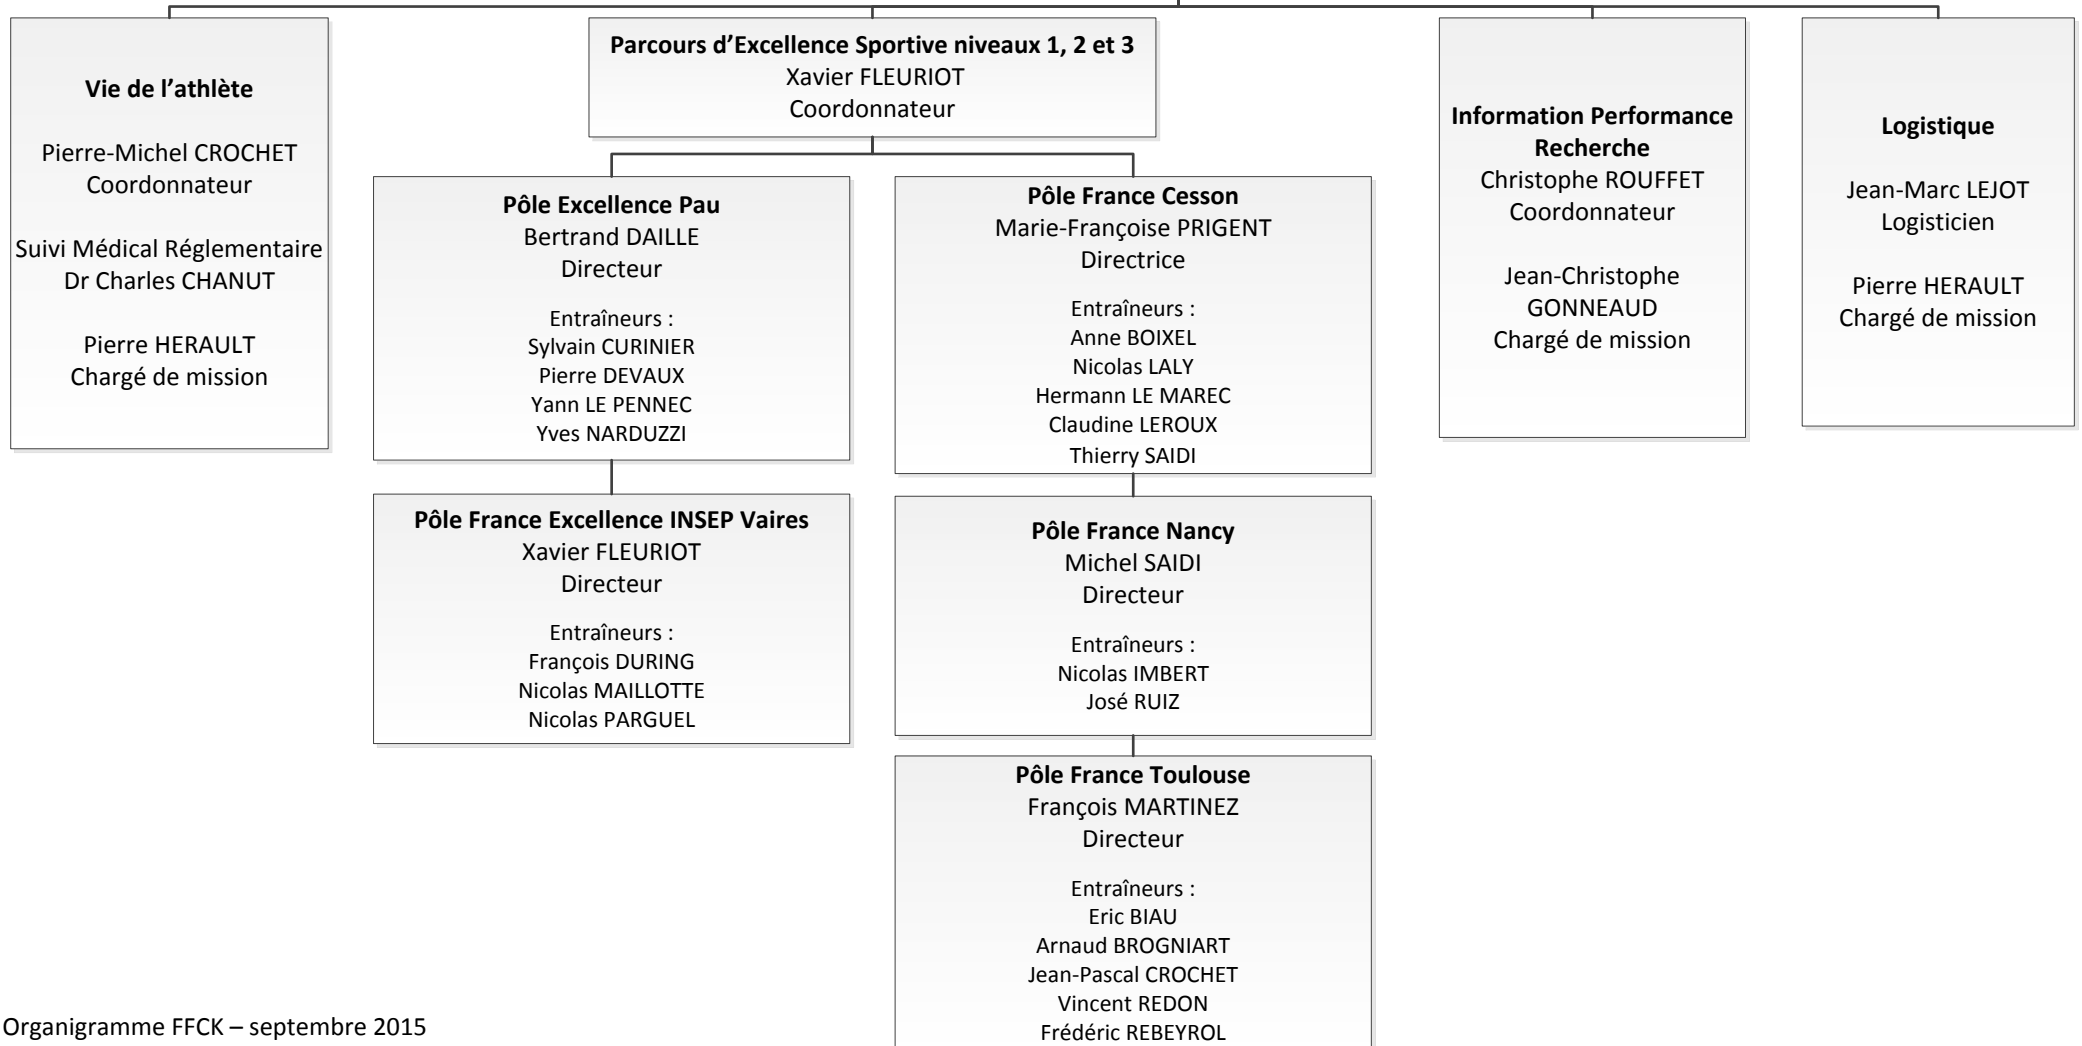 Vie de l’athlète
Pierre-Michel CROCHET
Coordonnateur
Suivi Médical Réglementaire
Dr Charles CHANUT
Pierre HERAULT
Chargé de mission
Parcours d’Excellence Sportive niveaux 1, 2 et 3
Xavier FLEURIOT
Coordonnateur
Pôle Excellence Pau
Bertrand DAILLE
Directeur
Entraîneurs :
Sylvain CURINIER
Pierre DEVAUX
Yann LE PENNEC
Yves NARDUZZI
Pôle France Excellence INSEP Vaires
Xavier FLEURIOT
Directeur
Entraîneurs :
François DURING
Nicolas MAILLOTTE
Nicolas PARGUEL
Pôle France Cesson
Marie-Françoise PRIGENT
Directrice
Entraîneurs :
Anne BOIXEL
Nicolas LALY
Hermann LE MAREC
Claudine LEROUX
Thierry SAIDI
Pôle France Nancy
Michel SAIDI
Directeur
Entraîneurs :
Nicolas IMBERT
José RUIZ
Pôle France Toulouse
François MARTINEZ
Directeur
Entraîneurs :
Eric BIAU
Arnaud BROGNIART
Jean-Pascal CROCHET
Vincent REDON
Frédéric REBEYROL
Information Performance
Recherche
Christophe ROUFFET
Coordonnateur
Jean-Christophe
GONNEAUD
Chargé de mission
Logistique
Jean-Marc LEJOT
Logisticien
Pierre HERAULT
Chargé de mission
Organigramme FFCK – septembre 2015